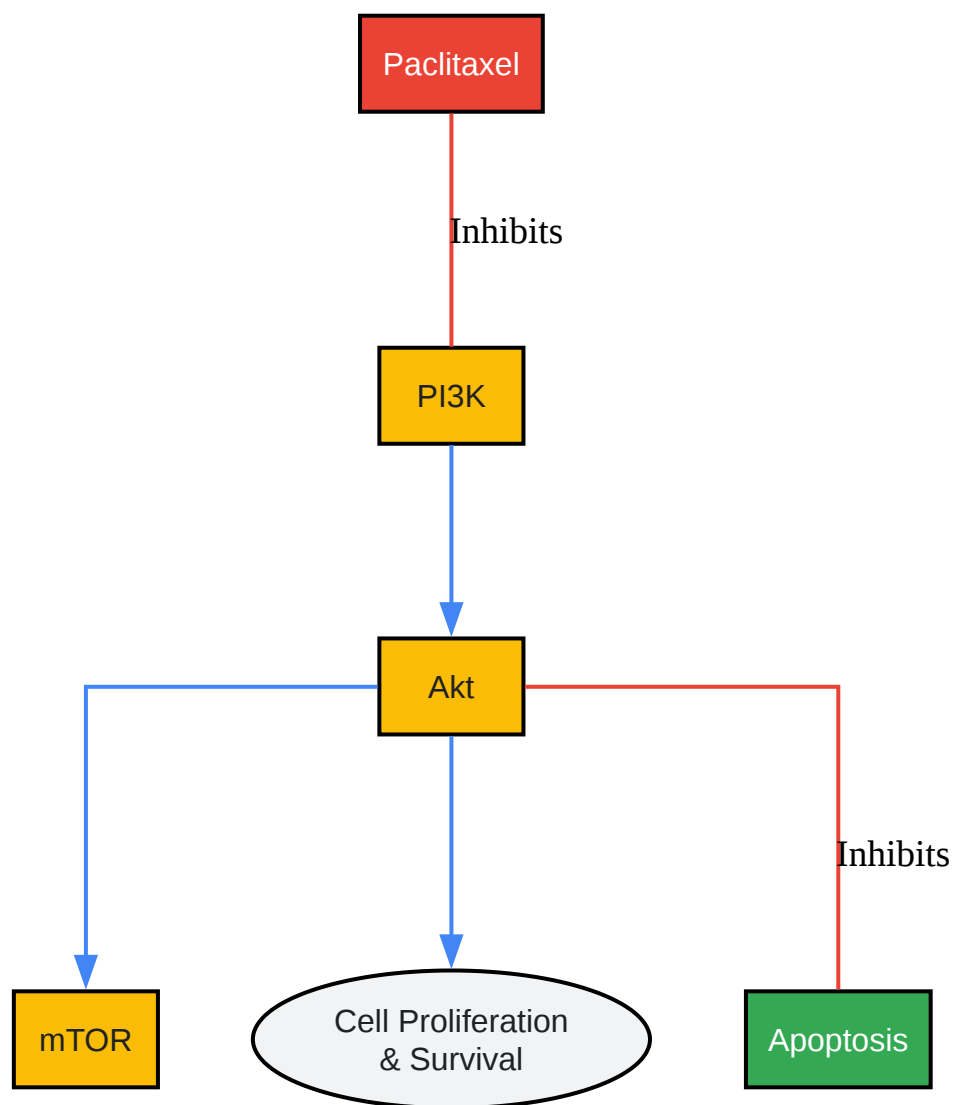 Paclitaxel
Inhibits
PI3K
Akt
Inhibits
mTOR
Cell Proliferation
& Survival
Apoptosis